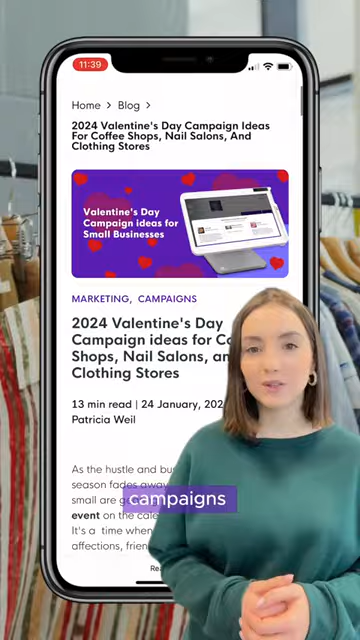 11:39
Home > Blog >
2024 Valentine's Day Campaign Ideas
For Coffee Shops, Nail Salons, And
Clothing Stores
Valentine's Day
Campaign ideas for
Small Businesses
MARKETING, CAMPAIGNS
2024 Valentine's Day
Campaign ideas for
Shops, Nail Salons,
Clothing Stores
13 min read | 24 January,
Patricia Weil
As the hustle and
season fades
small are
event on the
It's a time when
affections,
campaigns